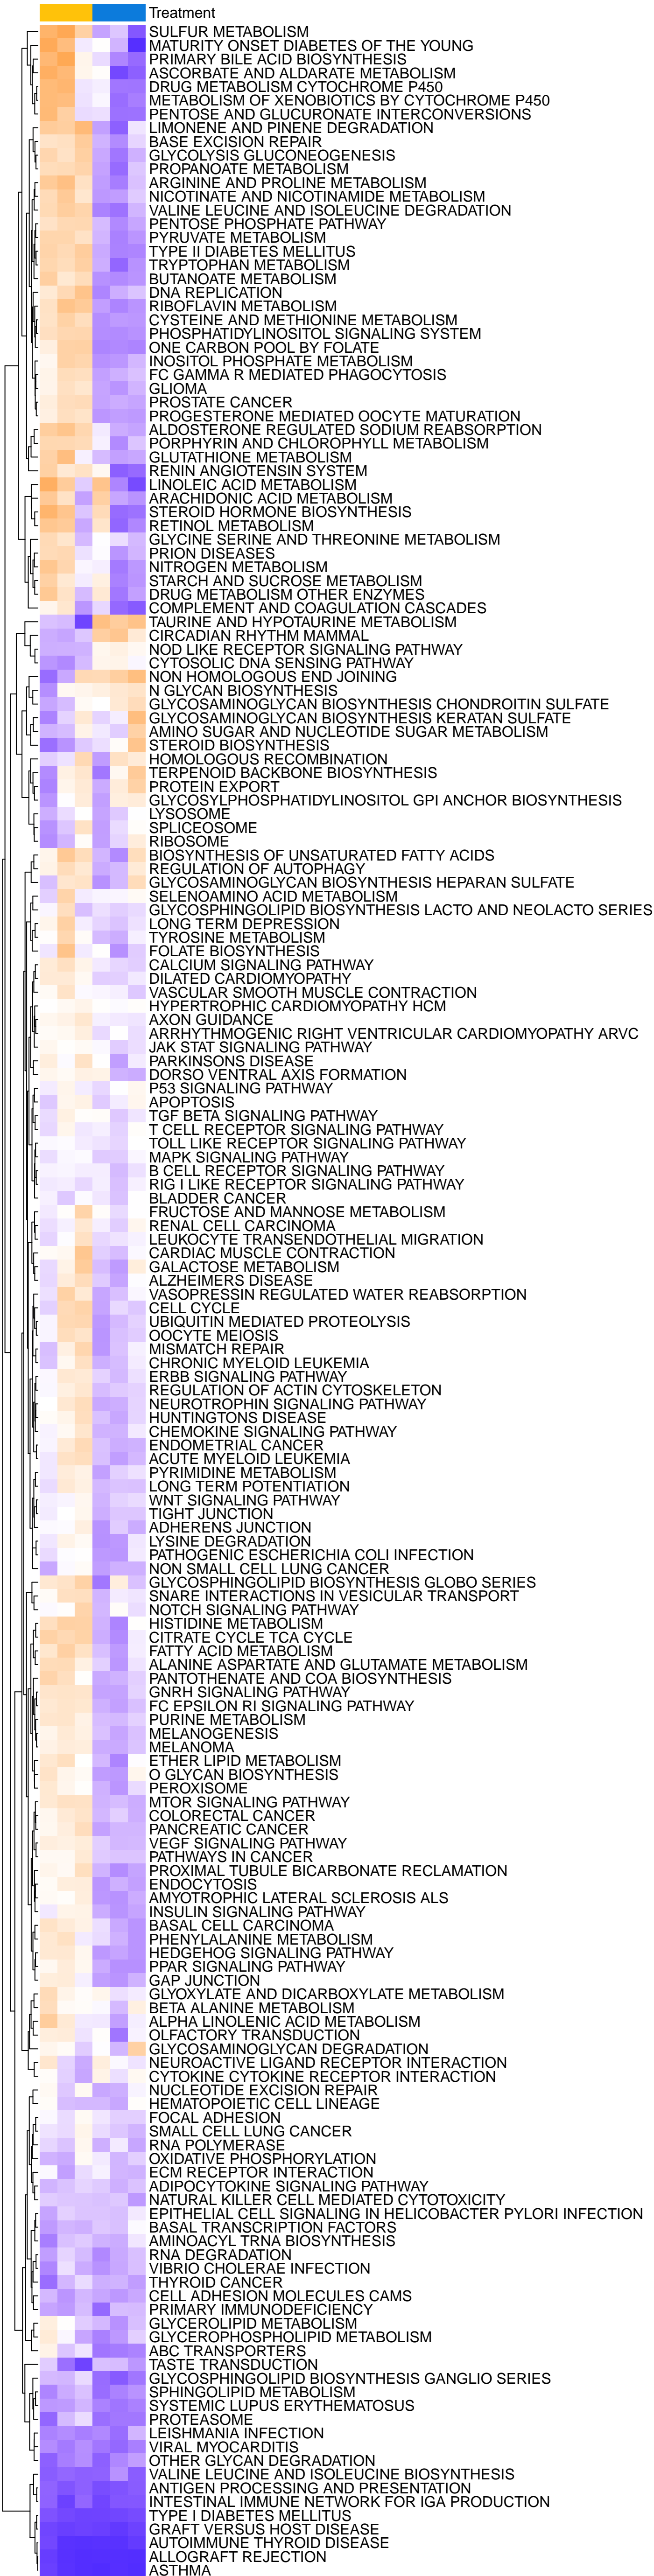 Treatment
SULFUR METABOLISM
MATURITY ONSET DIABETES OF THE YOUNG
PRIMARY BILE ACID BIOSYNTHESIS
ASCORBATE AND ALDARATE METABOLISM
DRUG METABOLISM CYTOCHROME P450
METABOLISM OF XENOBIOTICS BY CYTOCHROME P450
PENTOSE AND GLUCURONATE INTERCONVERSIONS
LIMONENE AND PINENE DEGRADATION
BASE EXCISION REPAIR
GLYCOLYSIS GLUCONEOGENESIS
PROPANOATE METABOLISM
ARGININE AND PROLINE METABOLISM
NICOTINATE AND NICOTINAMIDE METABOLISM
VALINE LEUCINE AND ISOLEUCINE DEGRADATION
PENTOSE PHOSPHATE PATHWAY
PYRUVATE METABOLISM
TYPE II DIABETES MELLITUS
TRYPTOPHAN METABOLISM
BUTANOATE METABOLISM
DNA REPLICATION
RIBOFLAVIN METABOLISM
CYSTEINE AND METHIONINE METABOLISM
PHOSPHATIDYLINOSITOL SIGNALING SYSTEM
ONE CARBON POOL BY FOLATE
INOSITOL PHOSPHATE METABOLISM
FC GAMMA R MEDIATED PHAGOCYTOSIS
GLIOMA
PROSTATE CANCER
PROGESTERONE MEDIATED OOCYTE MATURATION
ALDOSTERONE REGULATED SODIUM REABSORPTION
PORPHYRIN AND CHLOROPHYLL METABOLISM
GLUTATHIONE METABOLISM
RENIN ANGIOTENSIN SYSTEM
LINOLEIC ACID METABOLISM
ARACHIDONIC ACID METABOLISM
STEROID HORMONE BIOSYNTHESIS
RETINOL METABOLISM
GLYCINE SERINE AND THREONINE METABOLISM
PRION DISEASES
NITROGEN METABOLISM
STARCH AND SUCROSE METABOLISM
DRUG METABOLISM OTHER ENZYMES
COMPLEMENT AND COAGULATION CASCADES
TAURINE AND HYPOTAURINE METABOLISM
CIRCADIAN RHYTHM MAMMAL
NOD LIKE RECEPTOR SIGNALING PATHWAY
CYTOSOLIC DNA SENSING PATHWAY
NON HOMOLOGOUS END JOINING
N GLYCAN BIOSYNTHESIS
GLYCOSAMINOGLYCAN BIOSYNTHESIS CHONDROITIN SULFATE
GLYCOSAMINOGLYCAN BIOSYNTHESIS KERATAN SULFATE
AMINO SUGAR AND NUCLEOTIDE SUGAR METABOLISM
STEROID BIOSYNTHESIS
HOMOLOGOUS RECOMBINATION
TERPENOID BACKBONE BIOSYNTHESIS
PROTEIN EXPORT
GLYCOSYLPHOSPHATIDYLINOSITOL GPI ANCHOR BIOSYNTHESIS
LYSOSOME
SPLICEOSOME
RIBOSOME
BIOSYNTHESIS OF UNSATURATED FATTY ACIDS
REGULATION OF AUTOPHAGY
GLYCOSAMINOGLYCAN BIOSYNTHESIS HEPARAN SULFATE
SELENOAMINO ACID METABOLISM
GLYCOSPHINGOLIPID BIOSYNTHESIS LACTO AND NEOLACTO SERIES
LONG TERM DEPRESSION
TYROSINE METABOLISM
FOLATE BIOSYNTHESIS
CALCIUM SIGNALING PATHWAY
DILATED CARDIOMYOPATHY
VASCULAR SMOOTH MUSCLE CONTRACTION
HYPERTROPHIC CARDIOMYOPATHY HCM
AXON GUIDANCE
ARRHYTHMOGENIC RIGHT VENTRICULAR CARDIOMYOPATHY ARVC
JAK STAT SIGNALING PATHWAY
PARKINSONS DISEASE
DORSO VENTRAL AXIS FORMATION
P53 SIGNALING PATHWAY
APOPTOSIS
TGF BETA SIGNALING PATHWAY
T CELL RECEPTOR SIGNALING PATHWAY
TOLL LIKE RECEPTOR SIGNALING PATHWAY
MAPK SIGNALING PATHWAY
B CELL RECEPTOR SIGNALING PATHWAY
RIG I LIKE RECEPTOR SIGNALING PATHWAY
BLADDER CANCER
FRUCTOSE AND MANNOSE METABOLISM
RENAL CELL CARCINOMA
LEUKOCYTE TRANSENDOTHELIAL MIGRATION
CARDIAC MUSCLE CONTRACTION
GALACTOSE METABOLISM
ALZHEIMERS DISEASE
VASOPRESSIN REGULATED WATER REABSORPTION
CELL CYCLE
UBIQUITIN MEDIATED PROTEOLYSIS
OOCYTE MEIOSIS
MISMATCH REPAIR
CHRONIC MYELOID LEUKEMIA
ERBB SIGNALING PATHWAY
REGULATION OF ACTIN CYTOSKELETON
NEUROTROPHIN SIGNALING PATHWAY
HUNTINGTONS DISEASE
CHEMOKINE SIGNALING PATHWAY
ENDOMETRIAL CANCER
ACUTE MYELOID LEUKEMIA
PYRIMIDINE METABOLISM
LONG TERM POTENTIATION
WNT SIGNALING PATHWAY
TIGHT JUNCTION
ADHERENS JUNCTION
LYSINE DEGRADATION
PATHOGENIC ESCHERICHIA COLI INFECTION
NON SMALL CELL LUNG CANCER
GLYCOSPHINGOLIPID BIOSYNTHESIS GLOBO SERIES
SNARE INTERACTIONS IN VESICULAR TRANSPORT
NOTCH SIGNALING PATHWAY
HISTIDINE METABOLISM
CITRATE CYCLE TCA CYCLE
FATTY ACID METABOLISM
ALANINE ASPARTATE AND GLUTAMATE METABOLISM
PANTOTHENATE AND COA BIOSYNTHESIS
GNRH SIGNALING PATHWAY
FC EPSILON RI SIGNALING PATHWAY
PURINE METABOLISM
MELANOGENESIS
MELANOMA
ETHER LIPID METABOLISM
O GLYCAN BIOSYNTHESIS
PEROXISOME
MTOR SIGNALING PATHWAY
COLORECTAL CANCER
PANCREATIC CANCER
VEGF SIGNALING PATHWAY
PATHWAYS IN CANCER
PROXIMAL TUBULE BICARBONATE RECLAMATION
ENDOCYTOSIS
AMYOTROPHIC LATERAL SCLEROSIS ALS
INSULIN SIGNALING PATHWAY
BASAL CELL CARCINOMA
PHENYLALANINE METABOLISM
HEDGEHOG SIGNALING PATHWAY
PPAR SIGNALING PATHWAY
GAP JUNCTION
GLYOXYLATE AND DICARBOXYLATE METABOLISM
BETA ALANINE METABOLISM
ALPHA LINOLENIC ACID METABOLISM
OLFACTORY TRANSDUCTION
GLYCOSAMINOGLYCAN DEGRADATION
NEUROACTIVE LIGAND RECEPTOR INTERACTION
CYTOKINE CYTOKINE RECEPTOR INTERACTION
NUCLEOTIDE EXCISION REPAIR
HEMATOPOIETIC CELL LINEAGE
FOCAL ADHESION
SMALL CELL LUNG CANCER
RNA POLYMERASE
OXIDATIVE PHOSPHORYLATION
ECM RECEPTOR INTERACTION
ADIPOCYTOKINE SIGNALING PATHWAY
NATURAL KILLER CELL MEDIATED CYTOTOXICITY
EPITHELIAL CELL SIGNALING IN HELICOBACTER PYLORI INFECTION
BASAL TRANSCRIPTION FACTORS
AMINOACYL TRNA BIOSYNTHESIS
RNA DEGRADATION
VIBRIO CHOLERAE INFECTION
THYROID CANCER
CELL ADHESION MOLECULES CAMS
PRIMARY IMMUNODEFICIENCY
GLYCEROLIPID METABOLISM
GLYCEROPHOSPHOLIPID METABOLISM
ABC TRANSPORTERS
TASTE TRANSDUCTION
GLYCOSPHINGOLIPID BIOSYNTHESIS GANGLIO SERIES
SPHINGOLIPID METABOLISM
SYSTEMIC LUPUS ERYTHEMATOSUS
PROTEASOME
LEISHMANIA INFECTION
VIRAL MYOCARDITIS
OTHER GLYCAN DEGRADATION
VALINE LEUCINE AND ISOLEUCINE BIOSYNTHESIS
ANTIGEN PROCESSING AND PRESENTATION
INTESTINAL IMMUNE NETWORK FOR IGA PRODUCTION
TYPE I DIABETES MELLITUS
GRAFT VERSUS HOST DISEASE
AUTOIMMUNE THYROID DISEASE
ALLOGRAFT REJECTION
ASTHMA